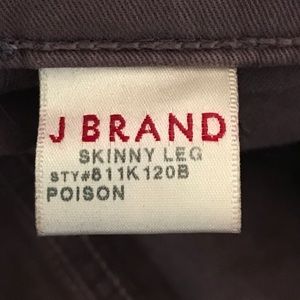 J BRAND
SKINNY LEG
STY#811K120B
POISON